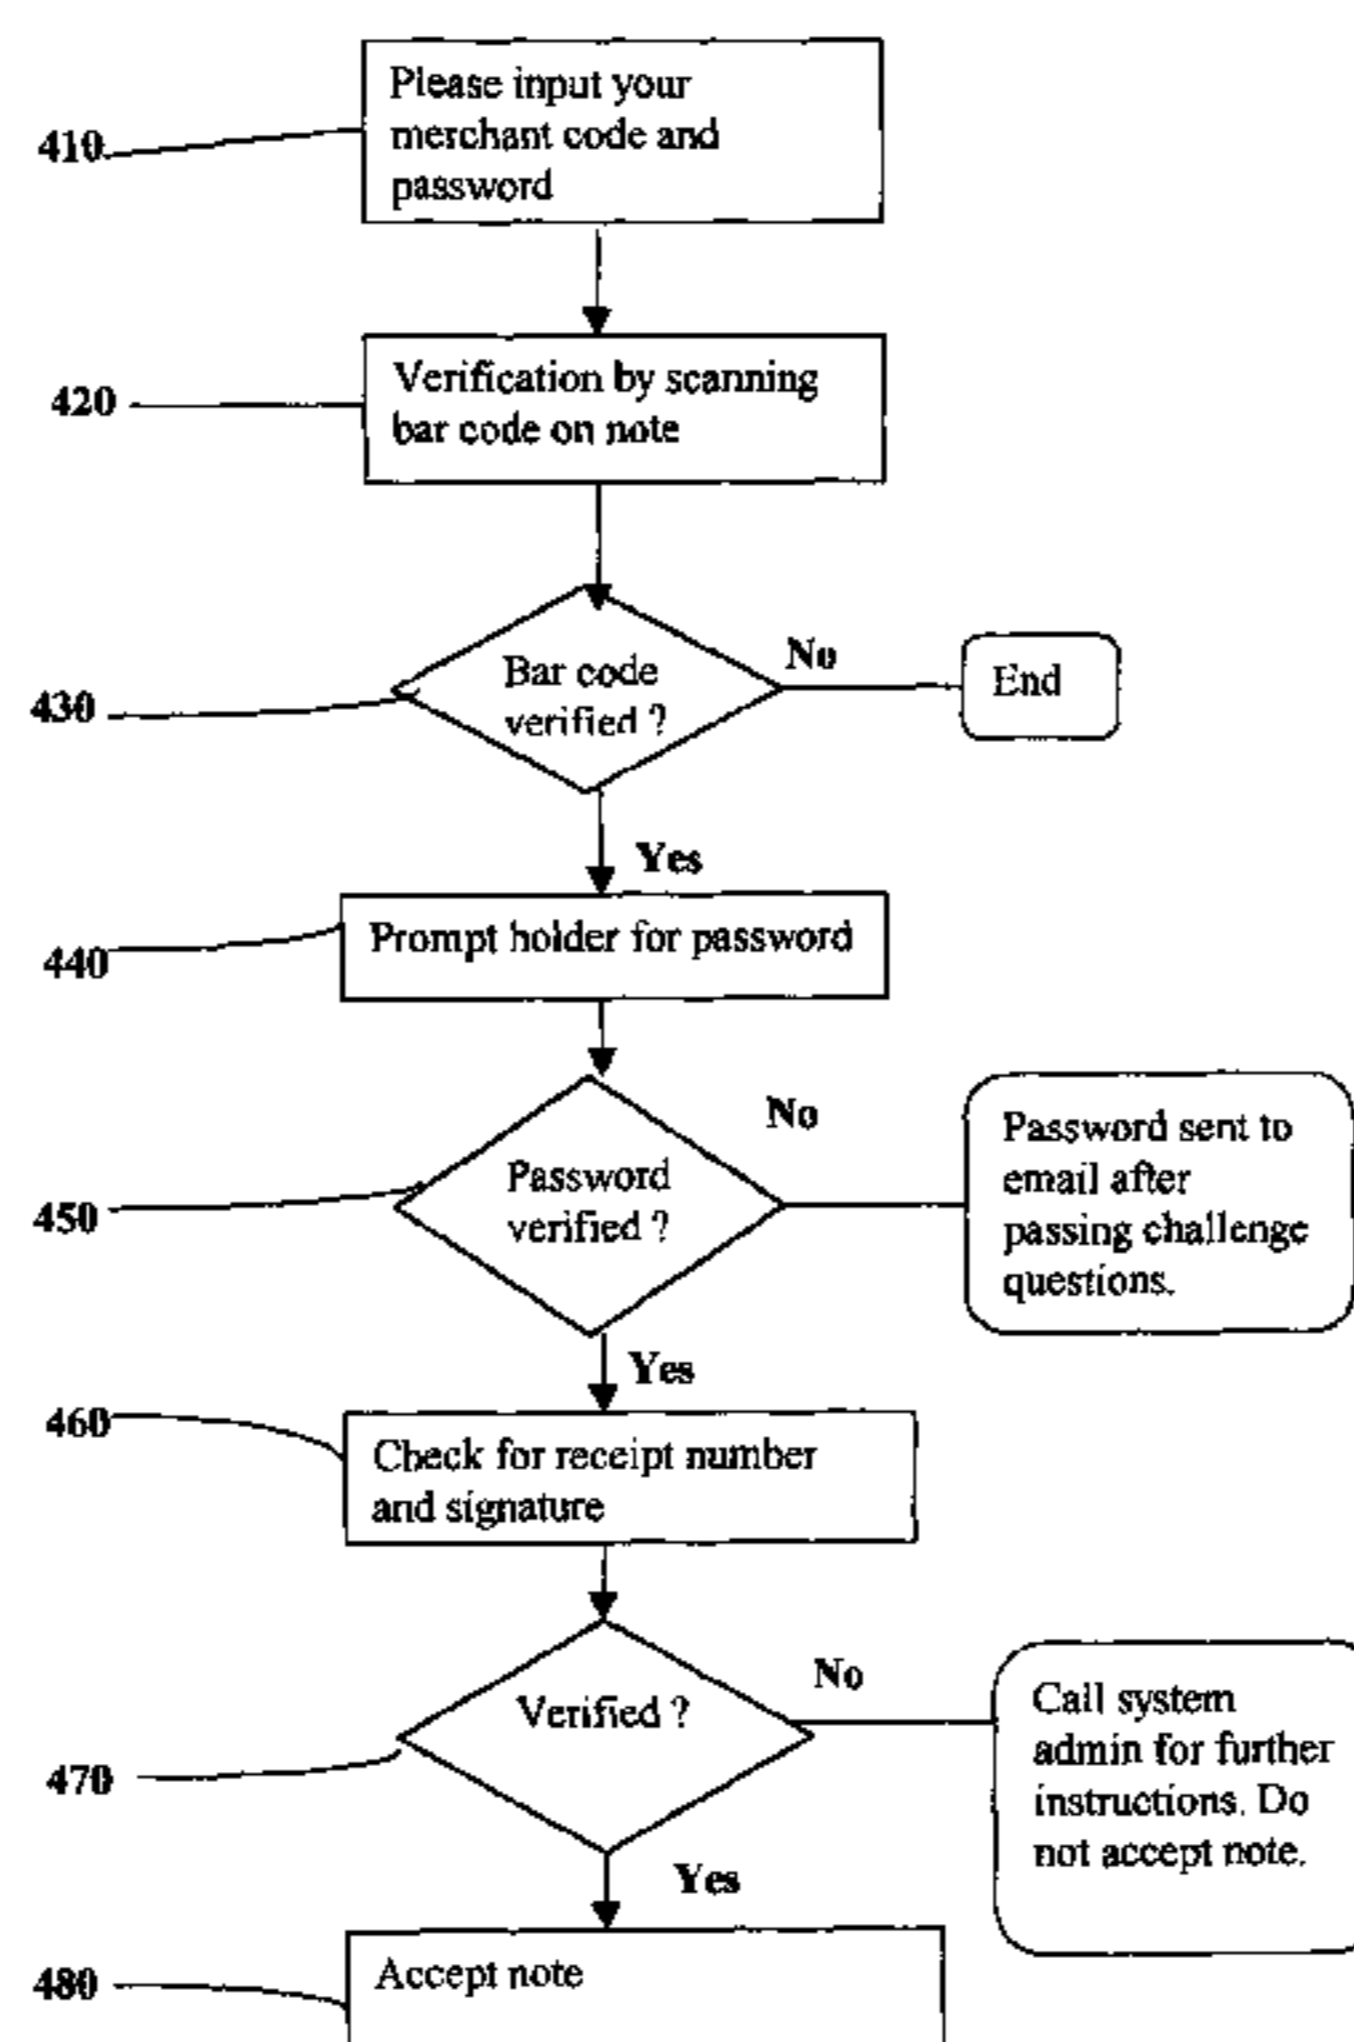 Please input your
merchant code and
password
410
Verification by scanning
bar code on note
420
Bar code
verified ?
No
End
430
Yes
Prompt holder for password
440
No
Password
verified ?
Password sent to
email after
passing challenge
questions.
450
Yes
460
Check for receipt number
and signature
No
Verified ?
Call system
admin for further
instructions. Do
not accept note.
470
Yes
Accept note
480